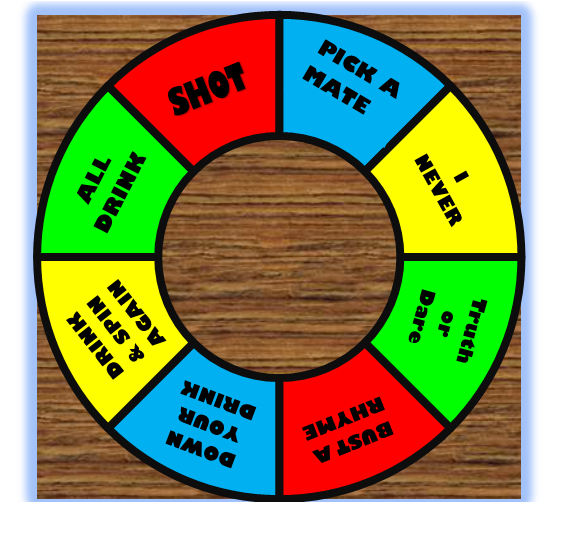 SHOT
PICK A
MATE
I
NEVER
Truth
or
Dare
BUST A
RHYME
DOWN
YOUR
DRINK
DRINK
& SPIN
AGAIN
ALL
DRINK